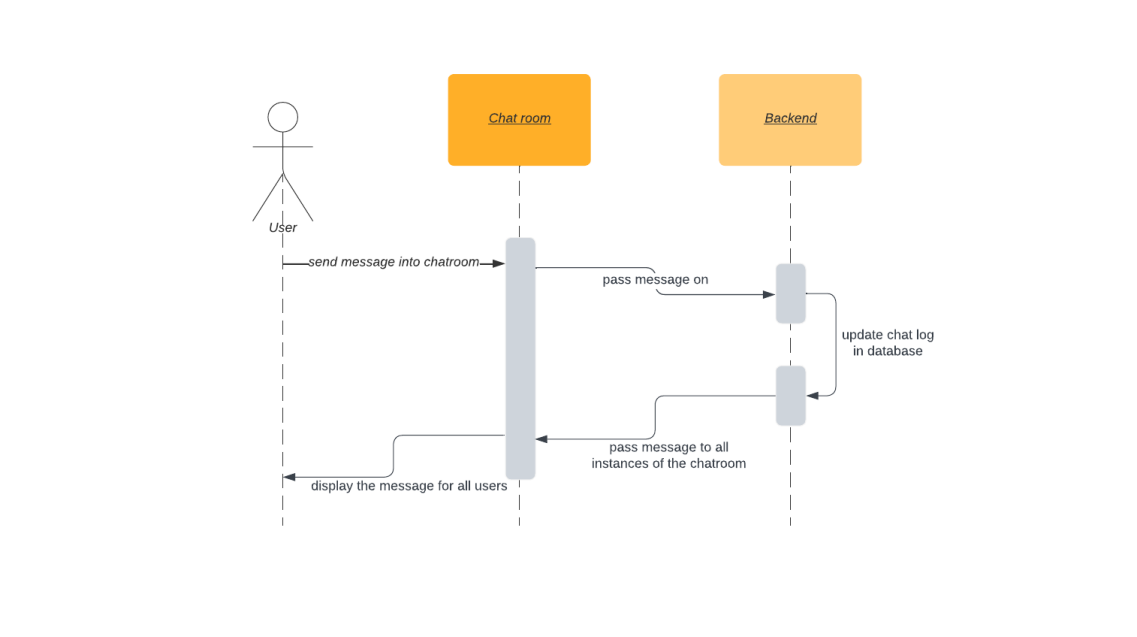 Chat room
Backend
User
send message into chatroom
pass message on
update chat log
in database
pass message to all
instances of the chatroom
display the message for all users